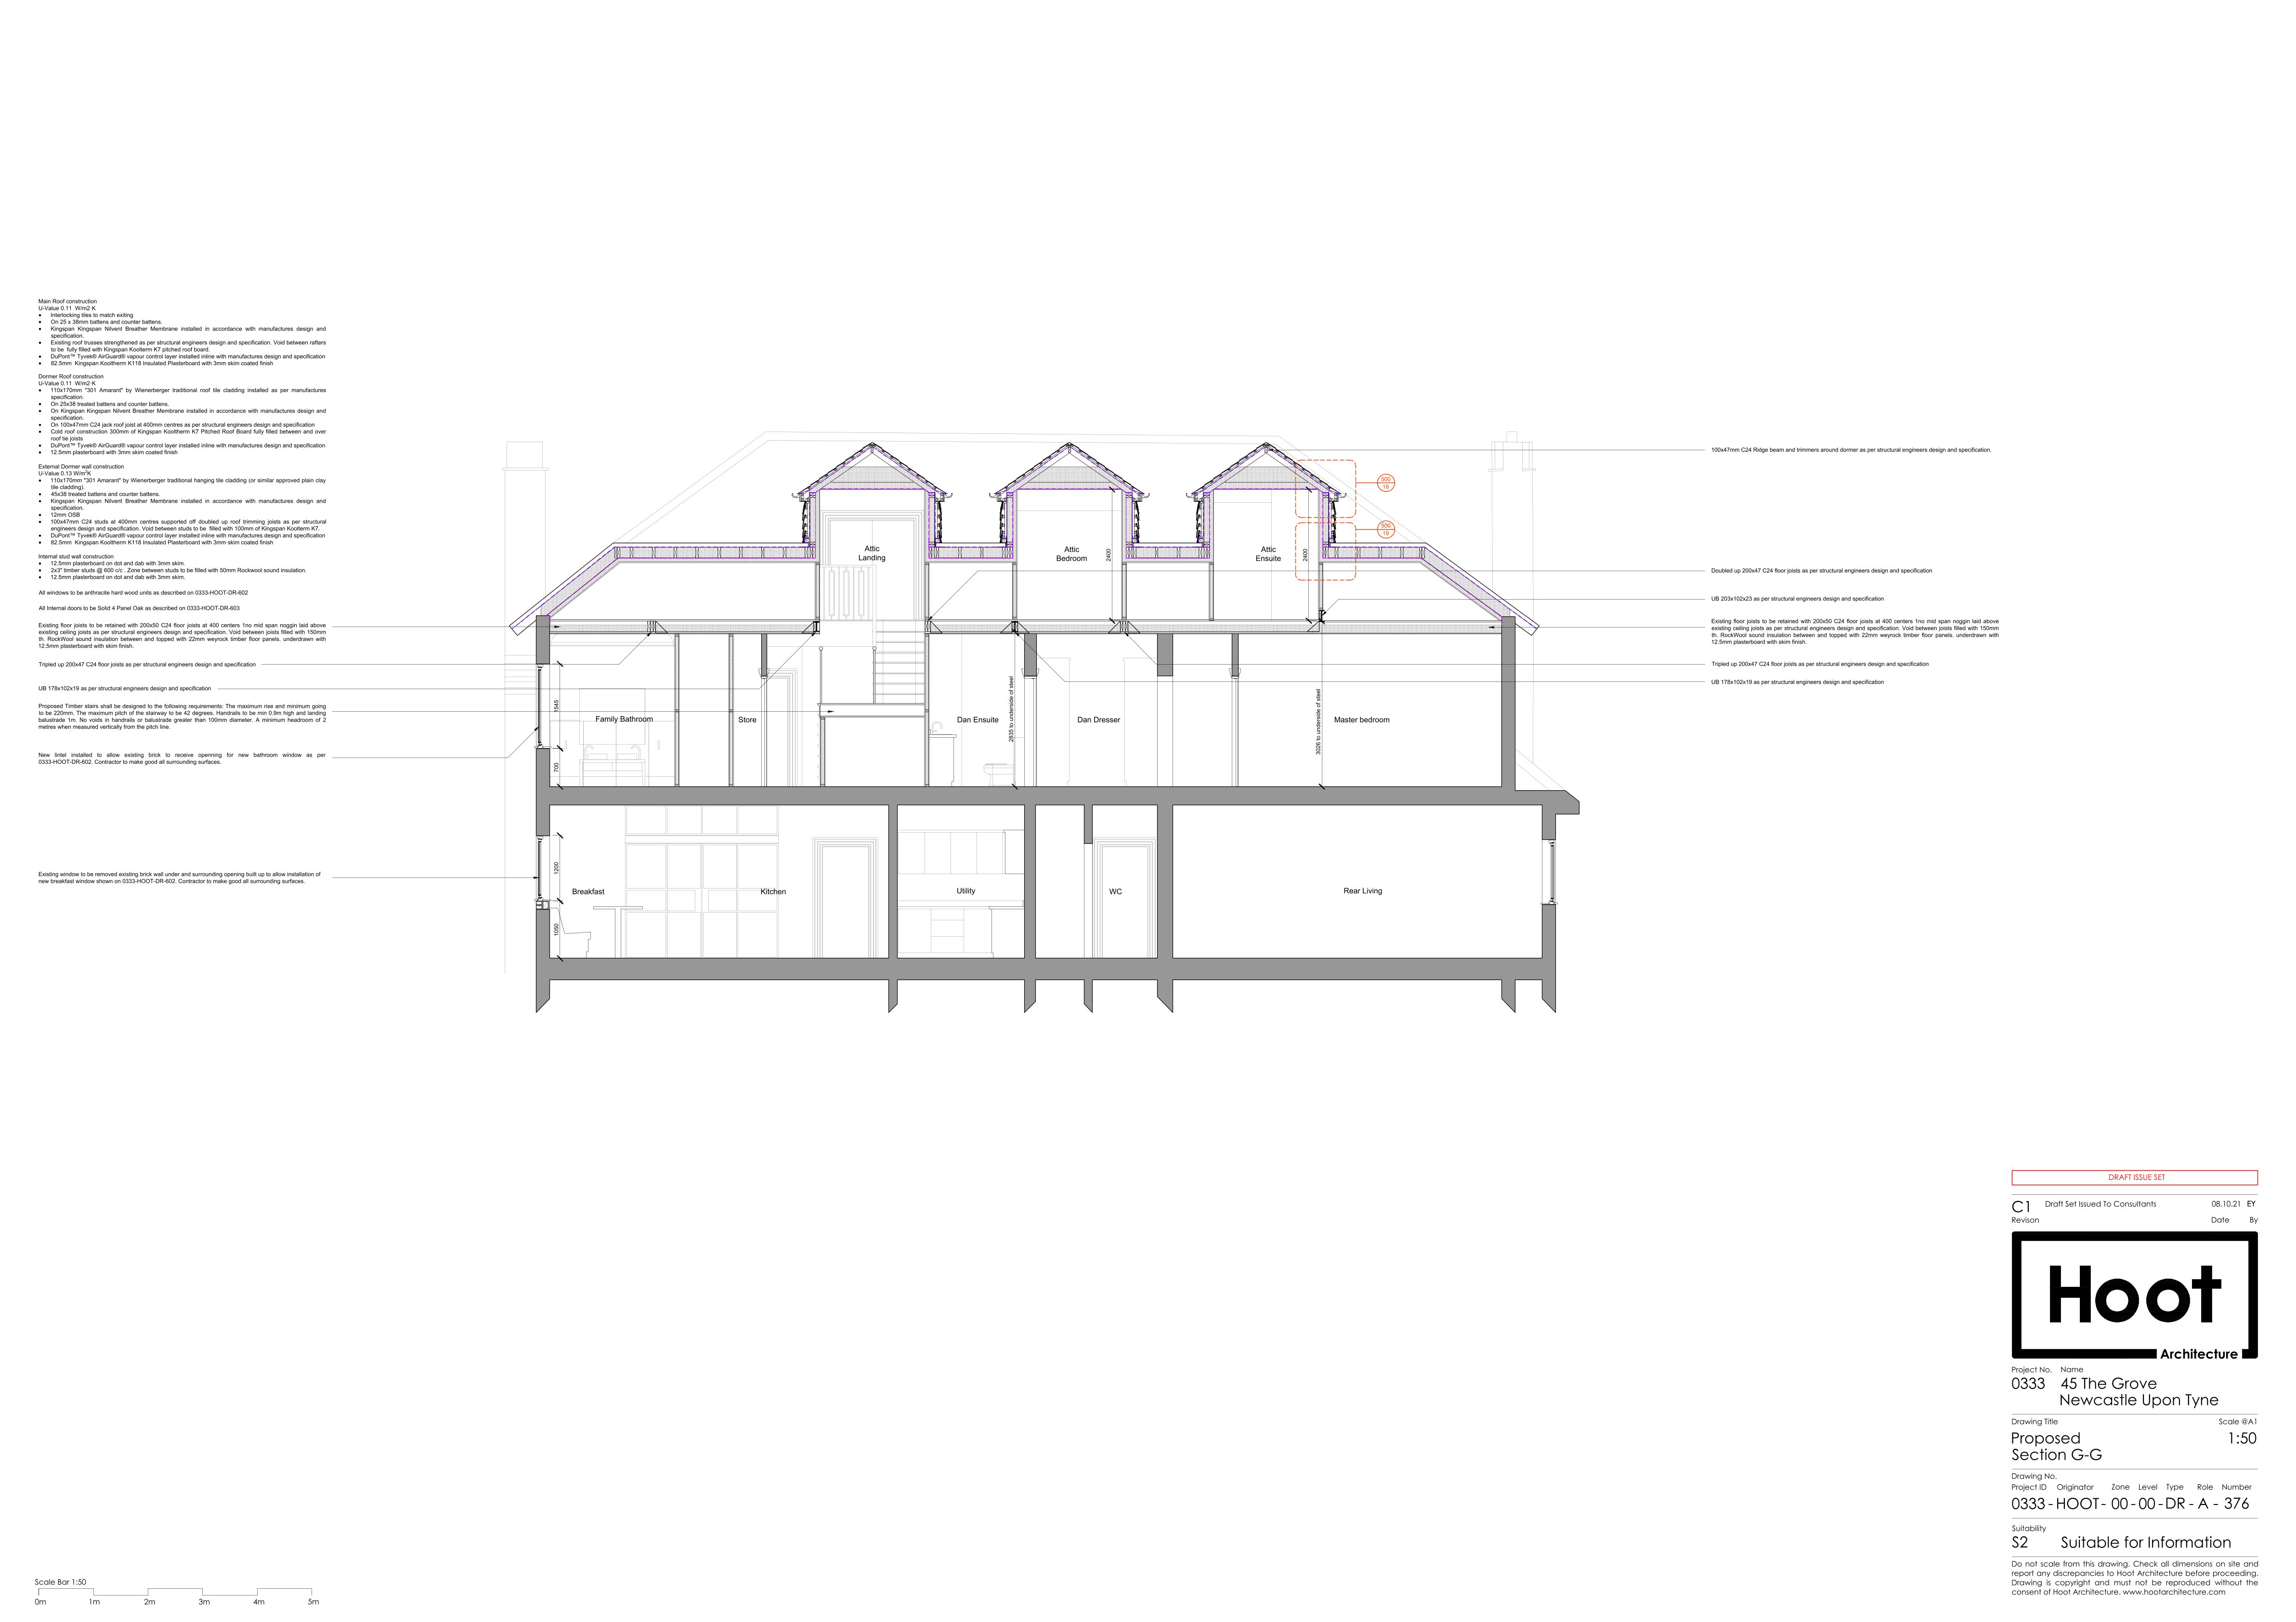 Main Roof construction
U-Value 0.11 W/m2·K
• Interlocking tiles to match exiting
• On 25 x 38mm battens and counter battens.
• Kingspan Kingspan Nilvent Breather Membrane installed in accordance with manufactures design and
specification.
• Existing roof trusses strengthened as per structural engineers design and specification. Void between rafters
to be fully filled with Kingspan Koolterm K7 pitched roof board.
• DuPont™ Tyvek® AirGuard® vapour control layer installed inline with manufactures design and specification
• 82.5mm Kingspan Kooltherm K118 Insulated Plasterboard with 3mm skim coated finish
Dormer Roof construction
U-Value 0.11 W/m2·K
• 110x170mm "301 Amarant" by Wienerberger traditional roof tile cladding installed as per manufactures
specification.
• On 25x38 treated battens and counter battens.
• On Kingspan Kingspan Nilvent Breather Membrane installed in accordance with manufactures design and
specification.
• On 100x47mm C24 jack roof joist at 400mm centres as per structural engineers design and specification
• Cold roof construction 300mm of Kingspan Kooltherm K7 Pitched Roof Board fully filled between and over
roof tie joists
• DuPont™ Tyvek® AirGuard® vapour control layer installed inline with manufactures design and specification
• 12.5mm plasterboard with 3mm skim coated finish
External Dormer wall construction
U-Value 0.13 W/m²K
• 110x170mm "301 Amarant" by Wienerberger traditional hanging tile cladding (or similar approved plain clay
tile cladding).
• 45x38 treated battens and counter battens.
• Kingspan Kingspan Nilvent Breather Membrane installed in accordance with manufactures design and
specification.
• 12mm OSB
• 100x47mm C24 studs at 400mm centres supported off doubled up roof trimming joists as per structural
engineers design and specification. Void between studs to be filled with 100mm of Kingspan Kooltherm K7.
• DuPont™ Tyvek® AirGuard® vapour control layer installed inline with manufactures design and specification
• 82.5mm Kingspan Kooltherm K118 Insulated Plasterboard with 3mm skim coated finish
Internal stud wall construction
• 12.5mm plasterboard on dot and dab with 3mm skim.
• 2x3" timber studs @ 600 c/c . Zone between studs to be filled with 50mm Rockwool sound insulation.
• 12.5mm plasterboard on dot and dab with 3mm skim.
All windows to be anthracite hard wood units as described on 0333-HOOT-DR-602
All Internal doors to be Solid 4 Panel Oak as described on 0333-HOOT-DR-603
Existing floor joists to be retained with 200x50 C24 floor joists at 400 centers 1no mid span noggin laid above
existing ceiling joists as per structural engineers design and specification. Void between joists filled with 150mm
th. RockWool sound insulation between and topped with 22mm weyrock timber floor panels. underdrawn with
12.5mm plasterboard with skim finish.
Tripled up 200x47 C24 floor joists as per structural engineers design and specification
UB 178x102x19 as per structural engineers design and specification
Proposed Timber stairs shall be designed to the following requirements: The maximum rise and minimum going
to be 220mm. The maximum pitch of the stairway to be 42 degrees. Handrails to be min 0.9m high and landing
balustrade 1m. No voids in handrails or balustrade greater than 100mm diameter. A minimum headroom of 2
metres when measured vertically from the pitch line.
New lintel installed to allow existing brick to receive openning for new bathroom window as per
0333-HOOT-DR-602. Contractor to make good all surrounding surfaces.
Existing window to be removed existing brick wall under and surrounding opening built up to allow installation of
new breakfast window shown on 0333-HOOT-DR-602. Contractor to make good all surrounding surfaces.
500
18
500
19
Attic
Landing
Attic
Bedroom
2400
Attic
Ensuite
2400
1545
700
Family Bathroom
Store
Dan Ensuite
2835 to underside of steel
Dan Dresser
3026 to underside of steel
Master bedroom
1200
1050
Breakfast
Kitchen
Utility
WC
Rear Living
100x47mm C24 Ridge beam and trimmers around dormer as per structural engineers design and specification.
Doubled up 200x47 C24 floor joists as per structural engineers design and specification
UB 203x102x23 as per structural engineers design and specification
Existing floor joists to be retained with 200x50 C24 floor joists at 400 centers 1no mid span noggin laid above
existing ceiling joists as per structural engineers design and specification. Void between joists filled with 150mm
th. RockWool sound insulation between and topped with 22mm weyrock timber floor panels. underdrawn with
12.5mm plasterboard with skim finish.
Tripled up 200x47 C24 floor joists as per structural engineers design and specification
UB 178x102x19 as per structural engineers design and specification
DRAFT ISSUE SET
C1 Draft Set Issued To Consultants 08.10.21 EY
Revison Date By
Hoot
Architecture
Project No. Name
0333 45 The Grove
Newcastle Upon Tyne
Drawing Title Scale @A1
Proposed 1:50
Section G-G
Drawing No.
Project ID Originator Zone Level Type Role Number
0333 - HOOT - 00 - 00 - DR - A - 376
Suitability
S2 Suitable for Information
Do not scale from this drawing. Check all dimensions on site and
report any discrepancies to Hoot Architecture before proceeding.
Drawing is copyright and must not be reproduced without the
consent of Hoot Architecture. www.hootarchitecture.com
Scale Bar 1:50
0m 1m 2m 3m 4m 5m